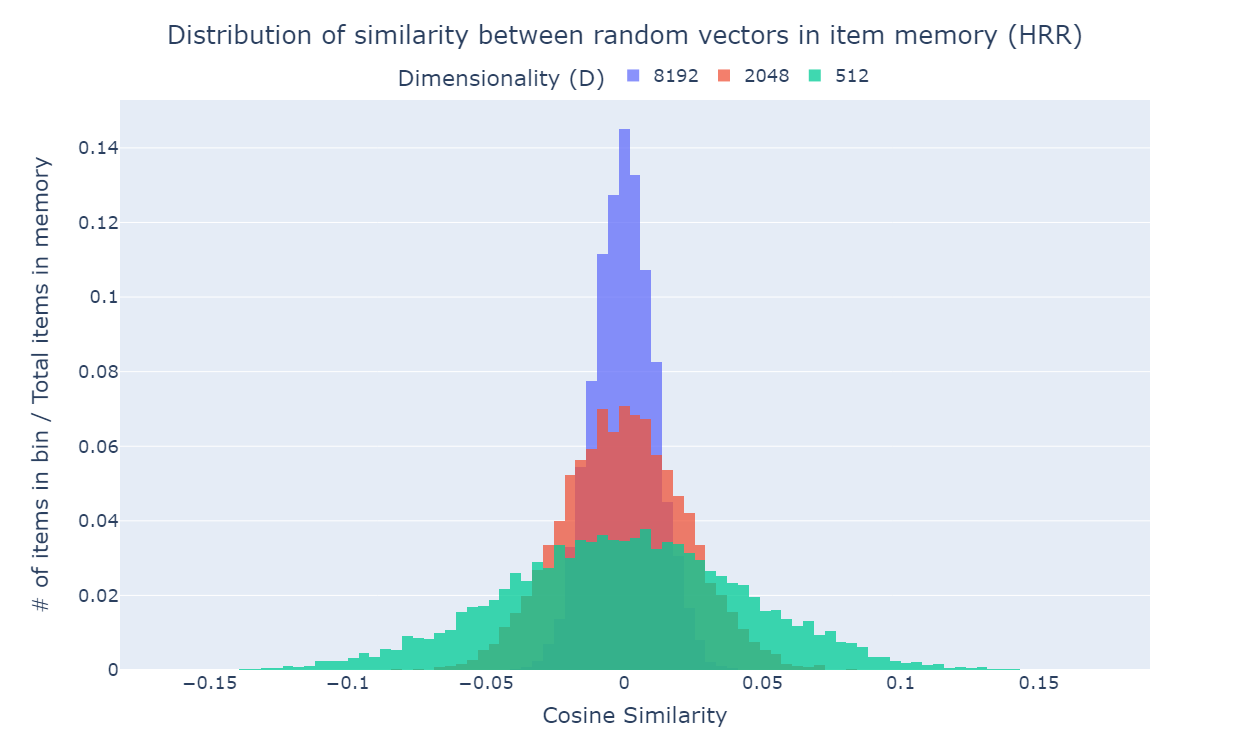 Distribution of similarity between random vectors in item memory (HRR)
Dimensionality (D) 8192 2048 512
# of items in bin / Total items in memory
0.14
0.12
0.1
0.08
0.06
0.04
0.02
0
−0.15 −0.1 −0.05 0 0.05 0.1 0.15
Cosine Similarity